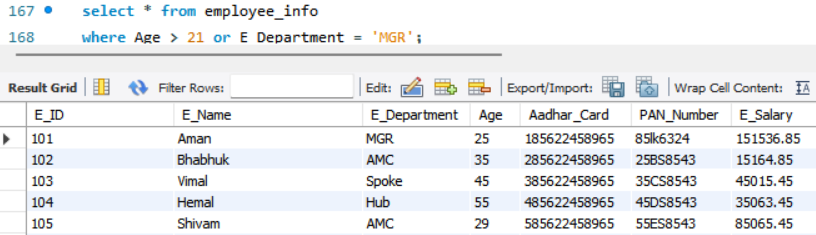 167 select * from employee_info
168 where Age > 21 or E Department = 'MGR';
Result Grid Filter Rows: Edit: Export/Import: Wrap Cell Content: IA
E_ID E_Name E_Department Age Aadhar_Card PAN_Number E_Salary
101 Aman MGR 25 185622458965 85lk6324 151536.85
102 Bhabhuk AMC 35 285622458965 25BS8543 15164.85
103 Vimal Spoke 45 385622458965 35CS8543 45015.45
104 Hemal Hub 55 485622458965 45DS8543 35063.45
105 Shivam AMC 29 585622458965 55ES8543 85065.45